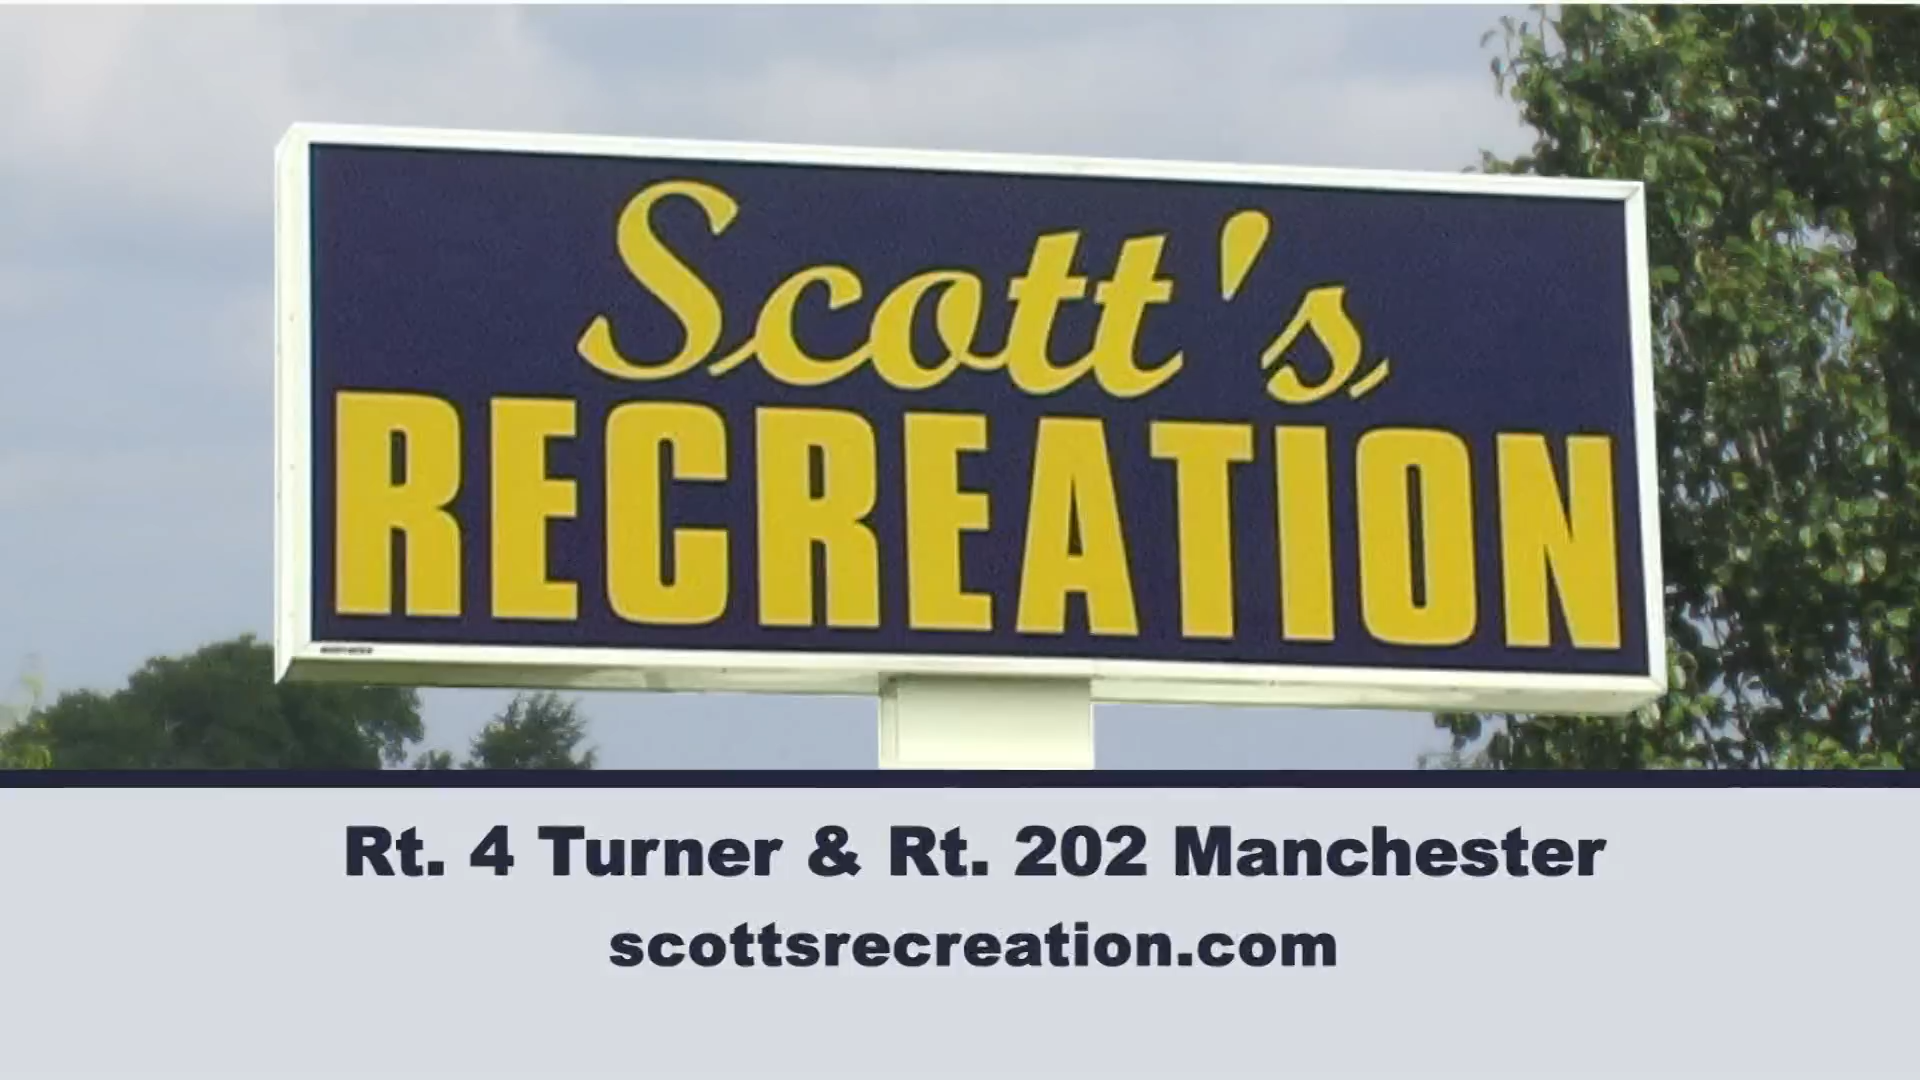 Scott's
RECREATION
Rt. 4 Turner & Rt. 202 Manchester
scottsrecreation.com